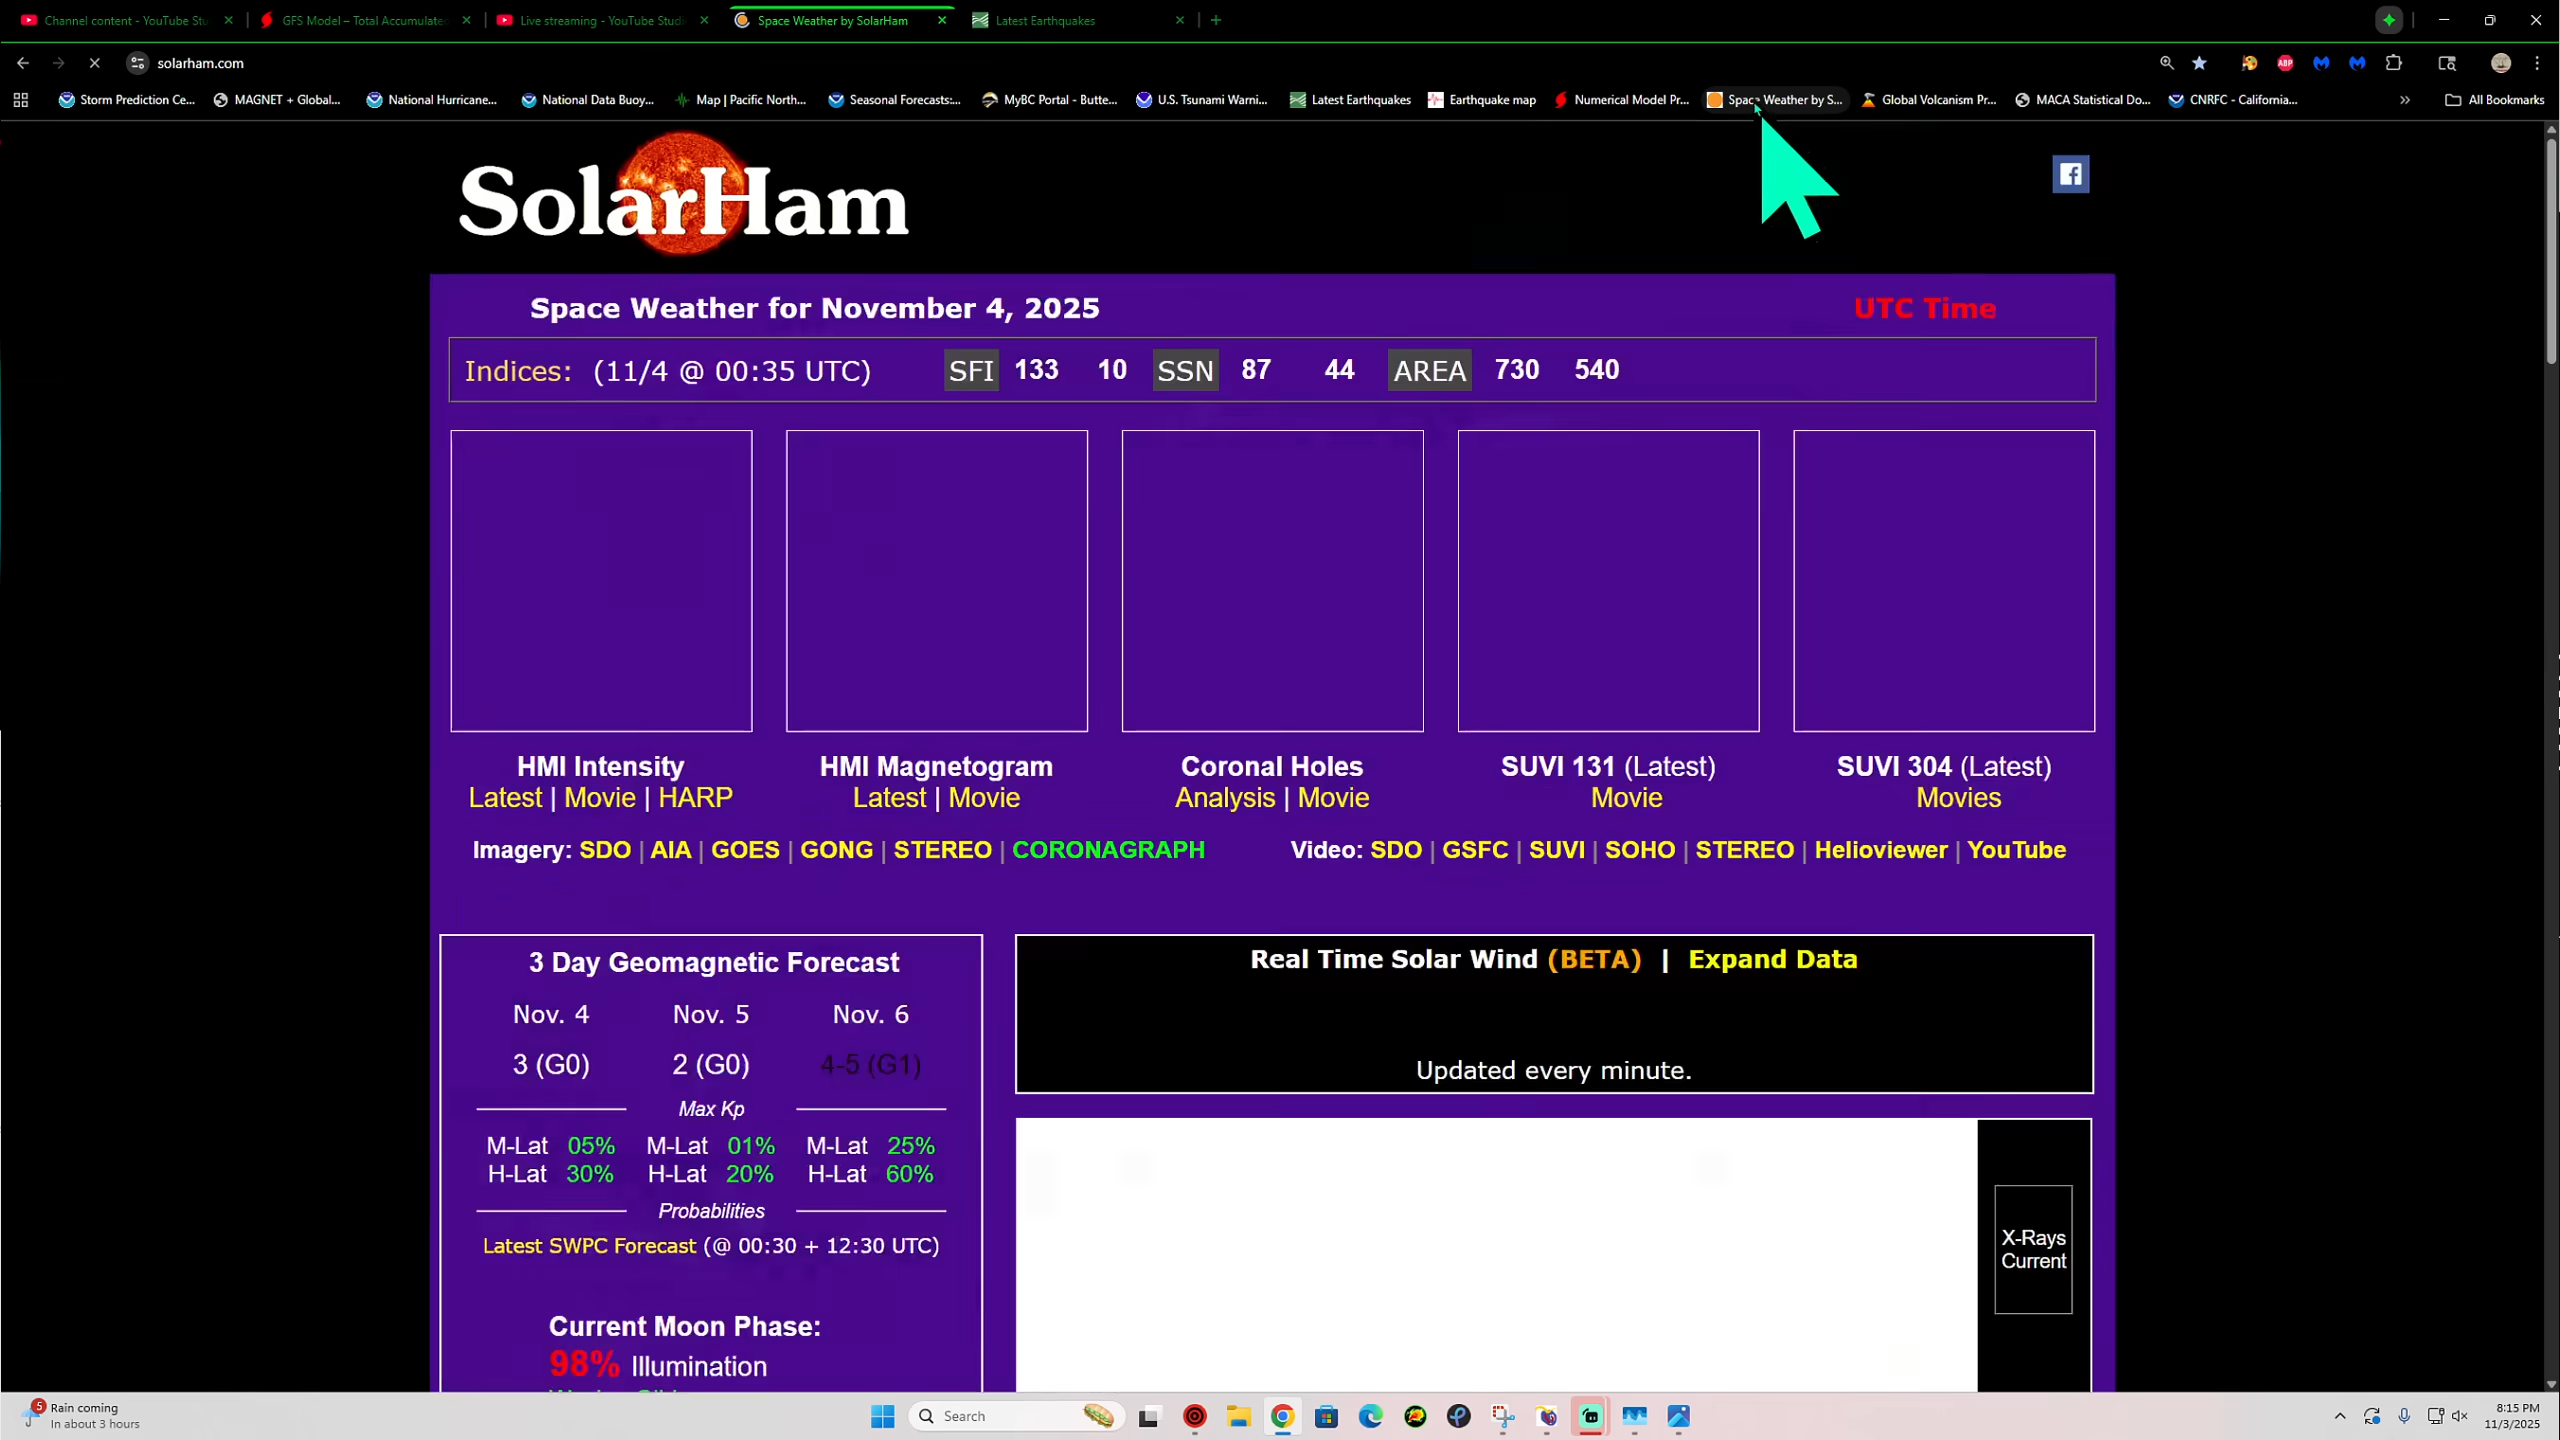 Channel content - YouTube Stu
GFS Model – Total Accumulate
Live streaming - YouTube Studi
Space Weather by SolarHam
Latest Earthquakes
solarham.com
Storm Prediction Ce...
MAGNET + Global...
National Hurricane...
National Data Buoy...
Map | Pacific North...
Seasonal Forecasts:...
MyBC Portal - Butte...
U.S. Tsunami Warni...
Latest Earthquakes
Earthquake map
Numerical Model Pr...
Space Weather by S...
Global Volcanism Pr...
MACA Statistical Do...
CNRFC - California...
All Bookmarks
SolarHam
Space Weather for November 4, 2025
UTC Time
Indices: (11/4 @ 00:35 UTC) SFI 133 10 SSN 87 44 AREA 730 540
HMI Intensity
Latest | Movie | HARP
HMI Magnetogram
Latest | Movie
Coronal Holes
Analysis | Movie
SUVI 131 (Latest)
Movie
SUVI 304 (Latest)
Movies
Imagery: SDO | AIA | GOES | GONG | STEREO | CORONAGRAPH
Video: SDO | GSFC | SUVI | SOHO | STEREO | Helioviewer | YouTube
3 Day Geomagnetic Forecast
Nov. 4 Nov. 5 Nov. 6
3 (G0) 2 (G0) 4-5 (G1)
Max Kp
M-Lat 05% M-Lat 01% M-Lat 25%
H-Lat 30% H-Lat 20% H-Lat 60%
Probabilities
Latest SWPC Forecast (@ 00:30 + 12:30 UTC)
Current Moon Phase:
98% Illumination
Real Time Solar Wind (BETA) | Expand Data
Updated every minute.
X-Rays
Current
5
Rain coming
In about 3 hours
Search
8:15 PM
11/3/2025